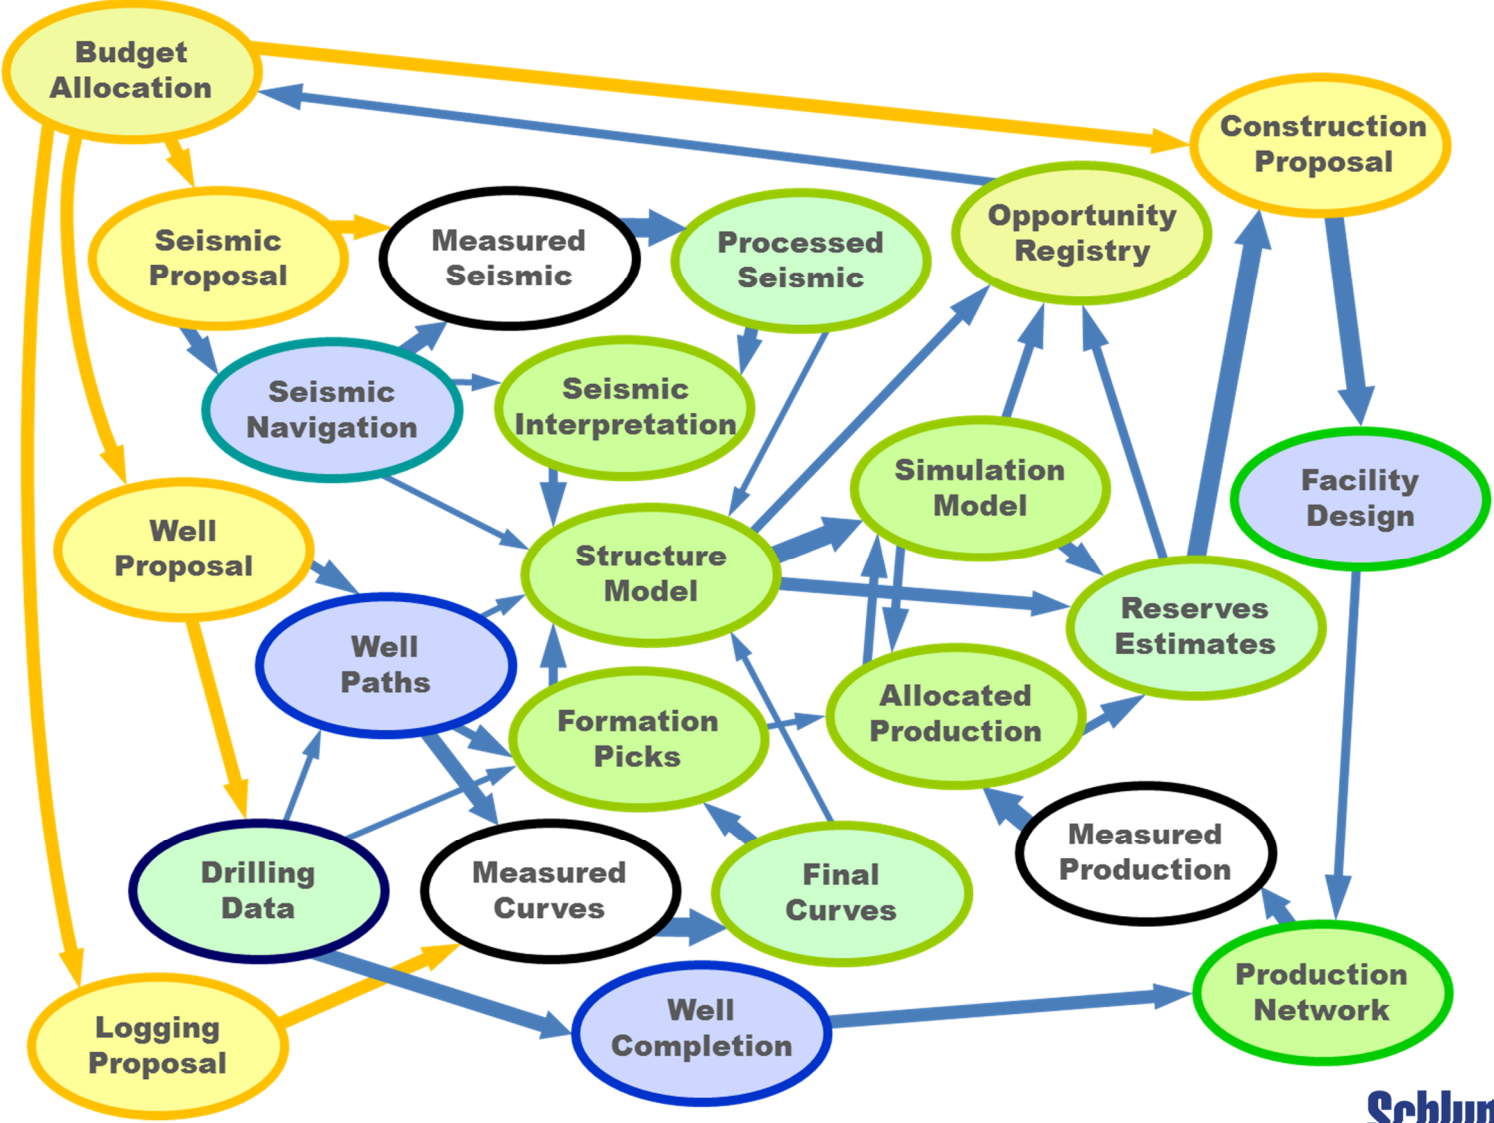 Budget
Allocation
Construction
Proposal
Opportunity
Registry
Seismic
Proposal
Measured
Seismic
Processed
Seismic
Seismic
Navigation
Seismic
Interpretation
Simulation
Model
Facility
Design
Well
Proposal
Structure
Model
Reserves
Estimates
Well
Paths
Formation
Picks
Allocated
Production
Measured
Production
Drilling
Data
Measured
Curves
Final
Curves
Production
Network
Logging
Proposal
Well
Completion